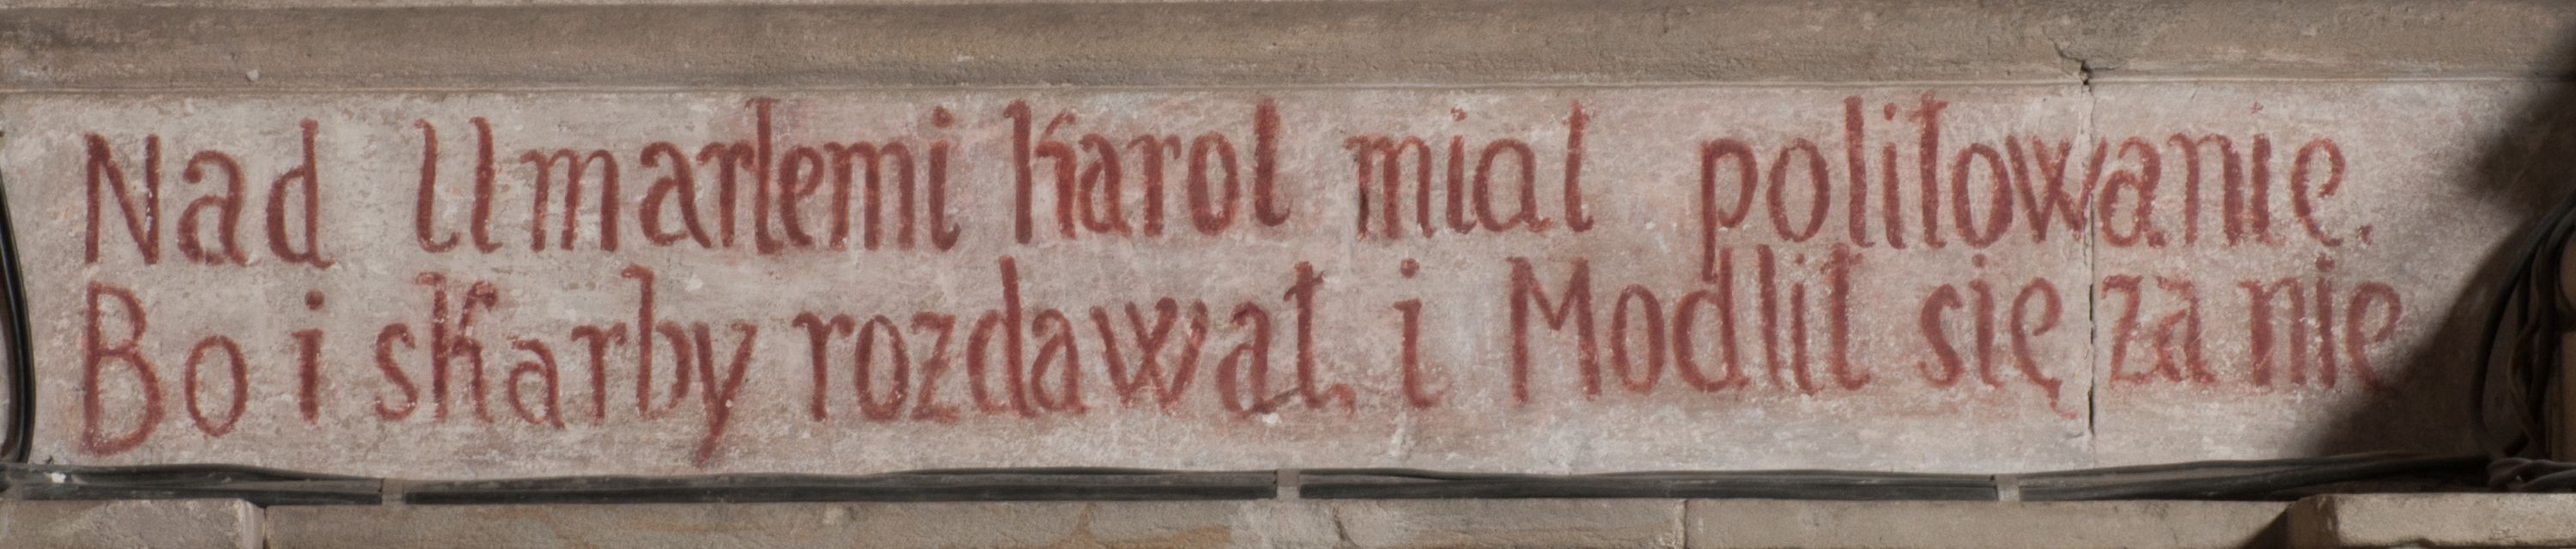 Nad Umarłemi Karol miał politowanie.
Bo i skarby rozdawał, i Modlił się za nie